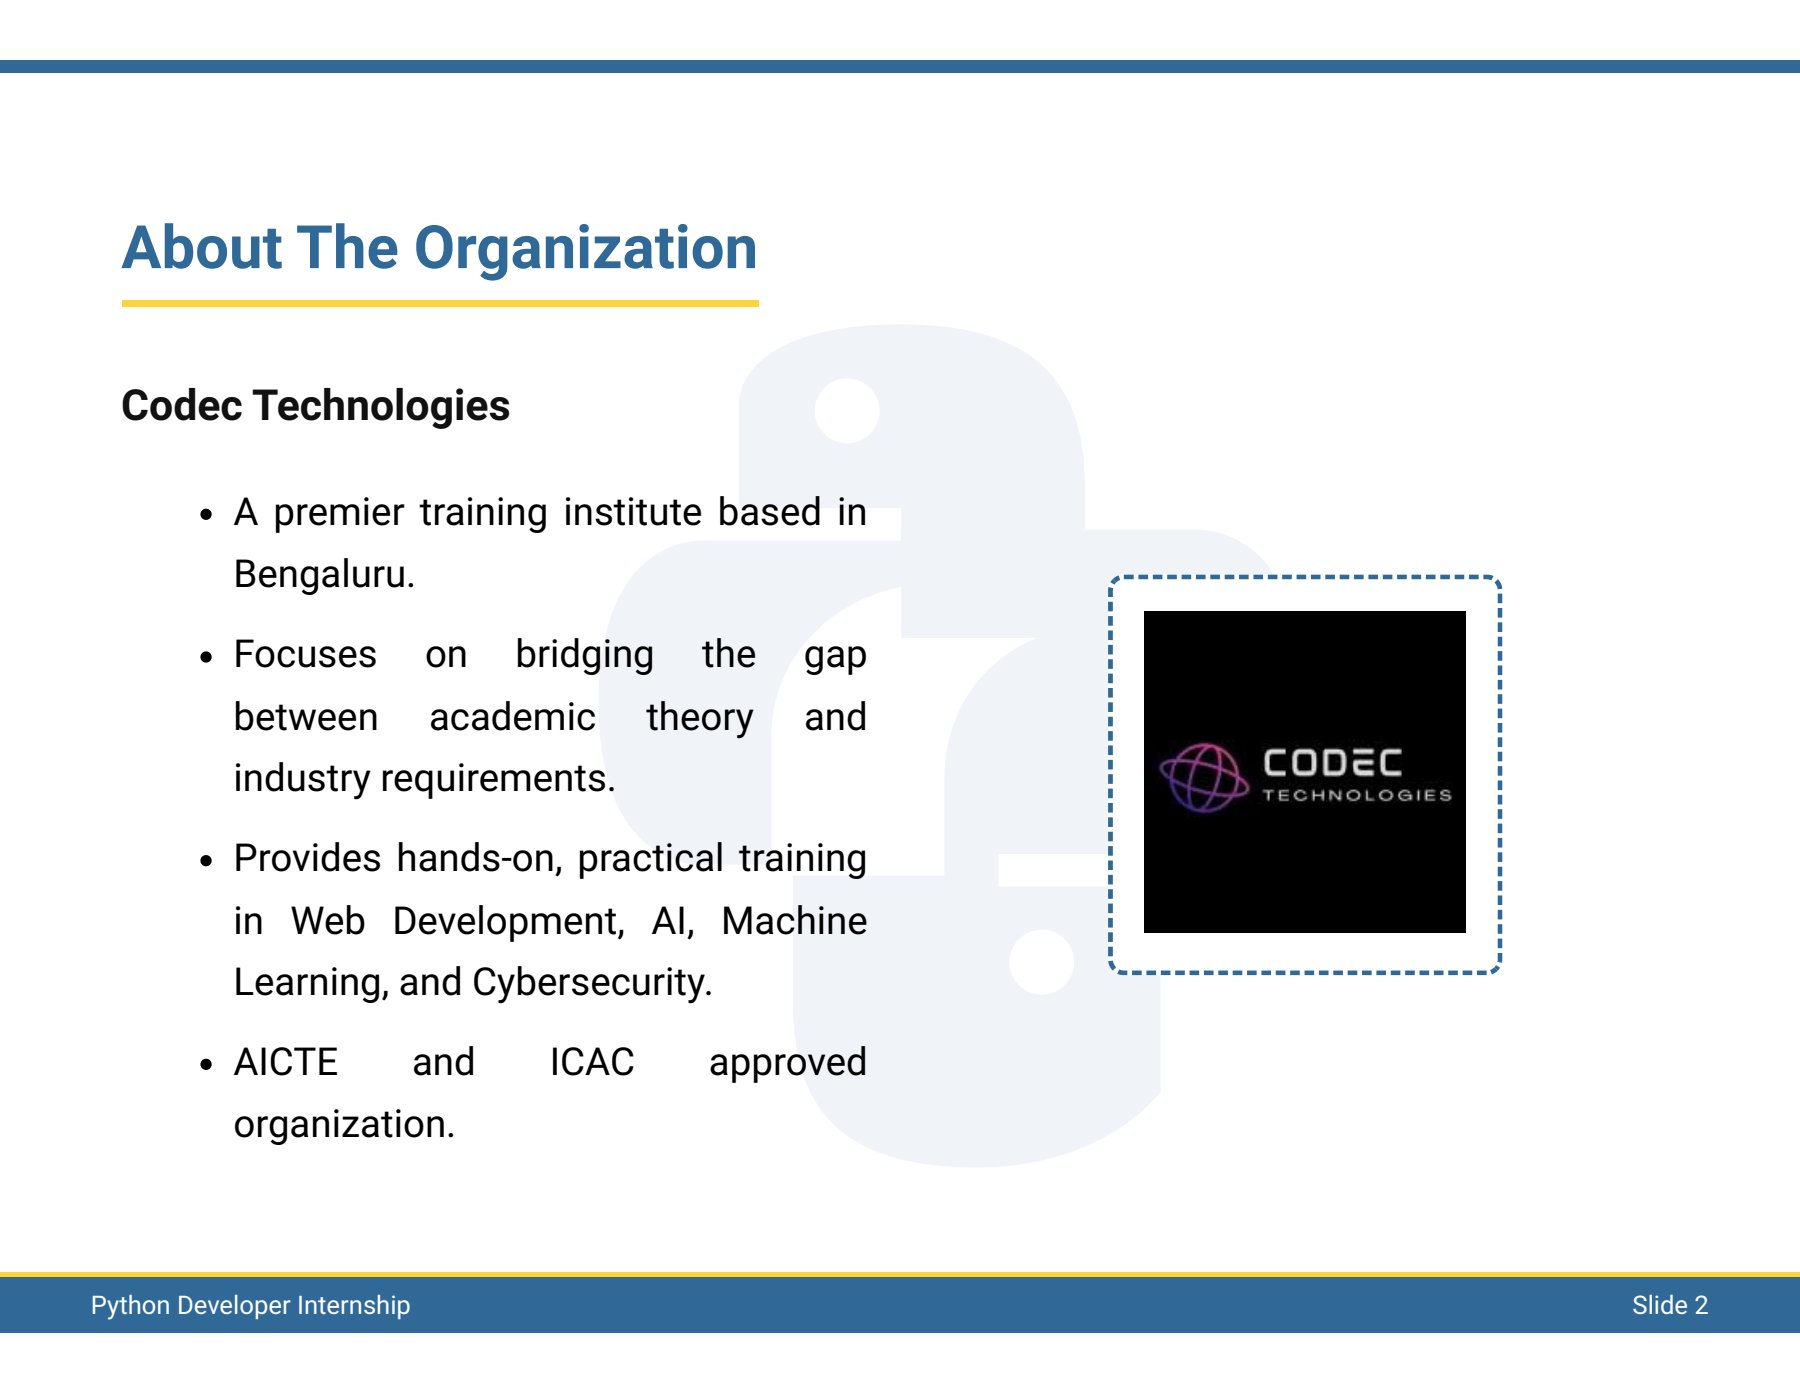 About The Organization
Codec Technologies
• A premier training institute based in
Bengaluru.
• Focuses on bridging the gap
between academic theory and
industry requirements.
• Provides hands-on, practical training
in Web Development, AI, Machine
Learning, and Cybersecurity.
• AICTE and ICAC approved
organization.
CODEC
TECHNOLOGIES
Python Developer Internship
Slide 2